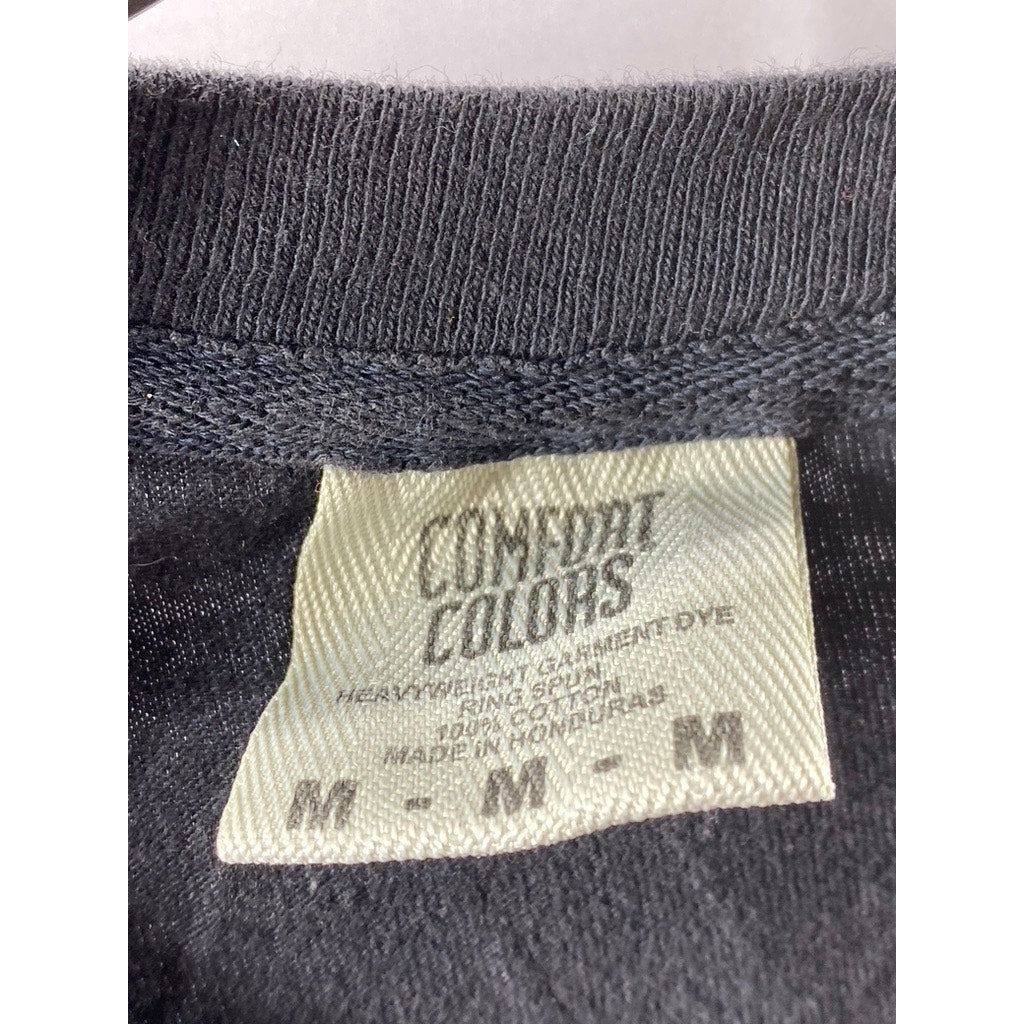 COMFORT
COLORS
HEAVYWEIGHT GARMENT DYE
RING SPUN
100% COTTON
MADE IN HONDURAS
M - M - M